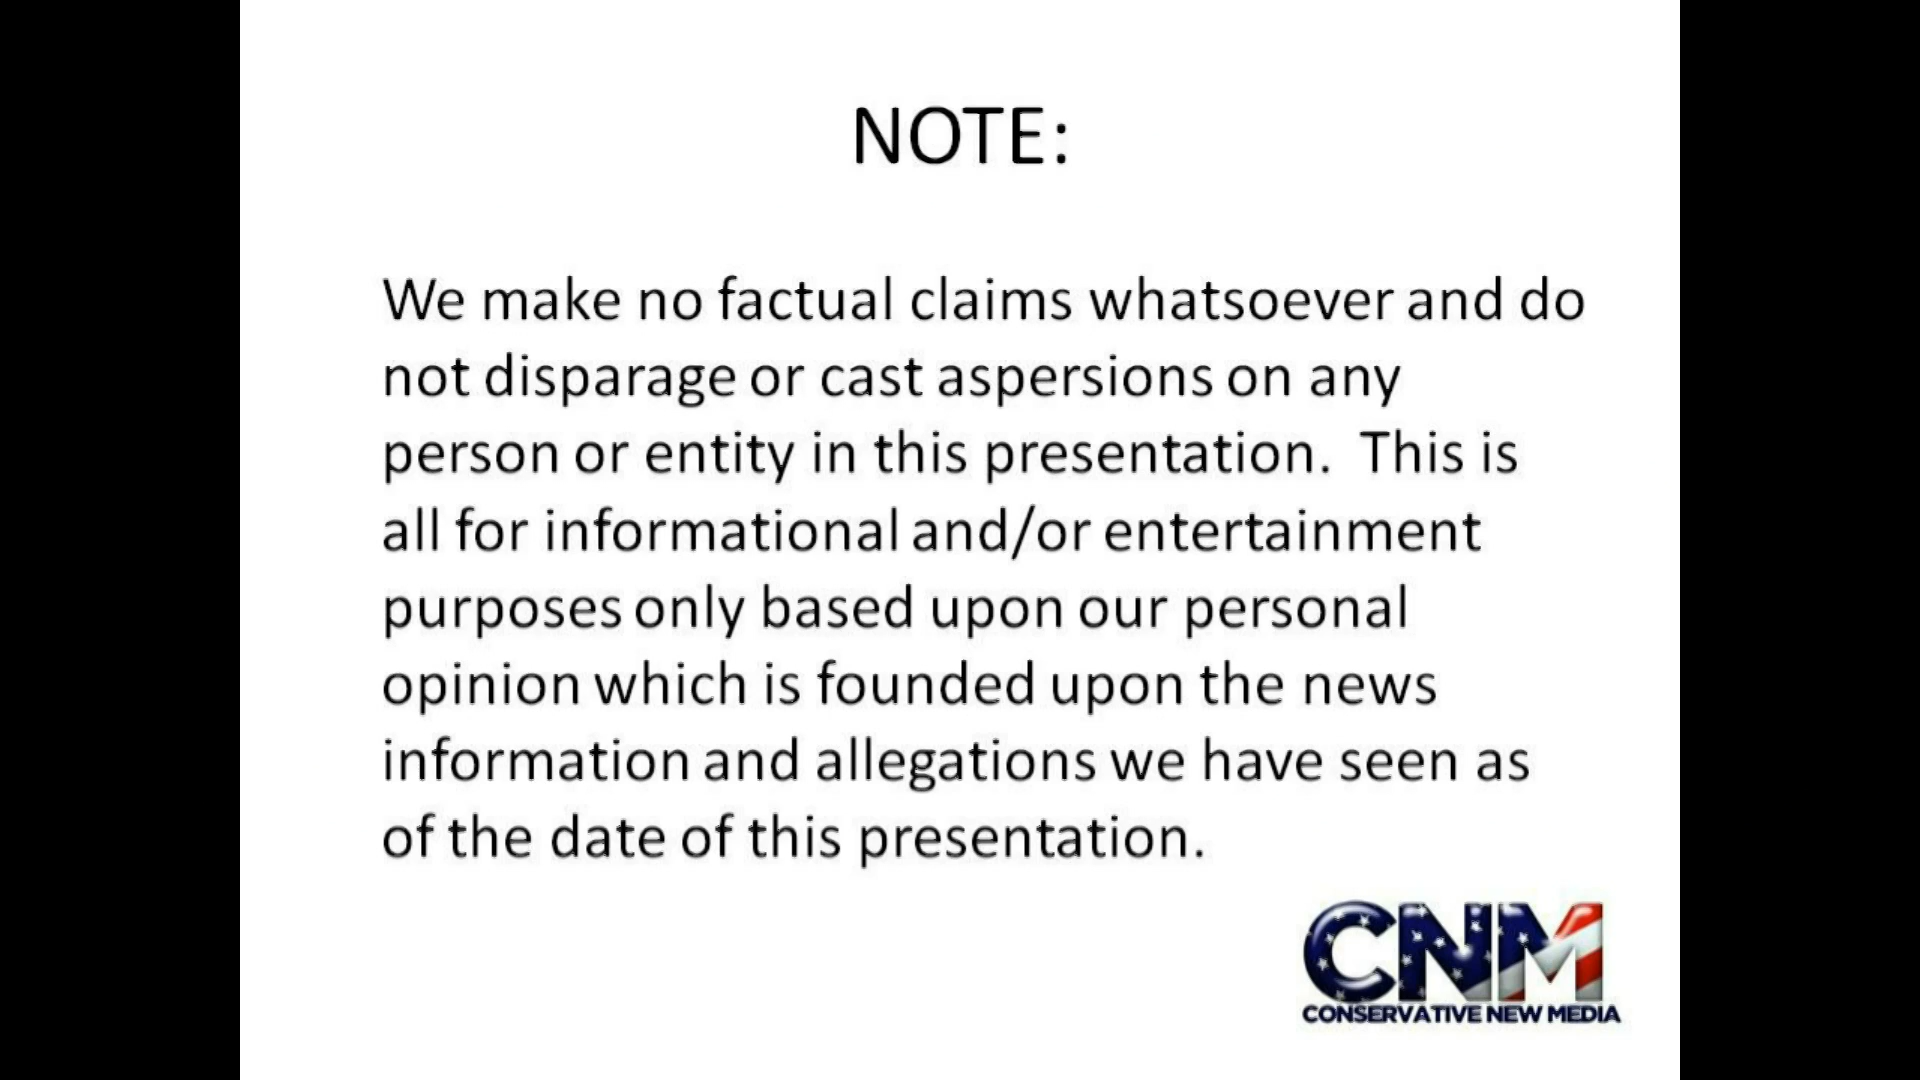 NOTE:
We make no factual claims whatsoever and do
not disparage or cast aspersions on any
person or entity in this presentation.  This is
all for informational and/or entertainment
purposes only based upon our personal
opinion which is founded upon the news
information and allegations we have seen as
of the date of this presentation.
CNM
CONSERVATIVE NEW MEDIA